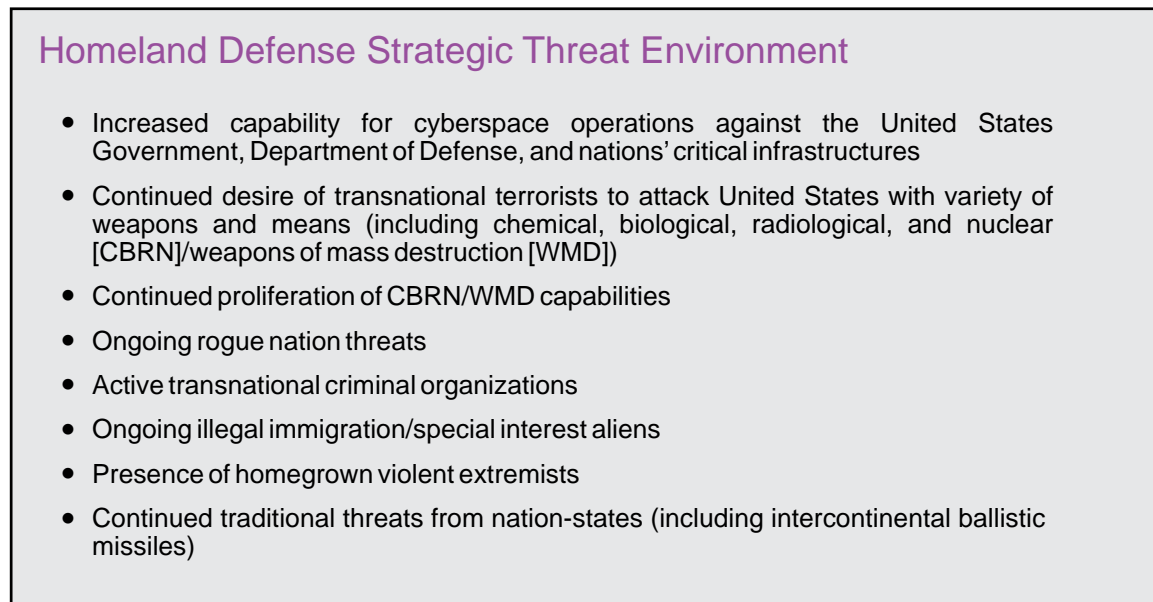 Homeland Defense Strategic Threat Environment
• Increased capability for cyberspace operations against the United States
Government, Department of Defense, and nations’ critical infrastructures
• Continued desire of transnational terrorists to attack United States with variety of
weapons and means (including chemical, biological, radiological, and nuclear
[CBRN]/weapons of mass destruction [WMD])
• Continued proliferation of CBRN/WMD capabilities
• Ongoing rogue nation threats
• Active transnational criminal organizations
• Ongoing illegal immigration/special interest aliens
• Presence of homegrown violent extremists
• Continued traditional threats from nation-states (including intercontinental ballistic
missiles)